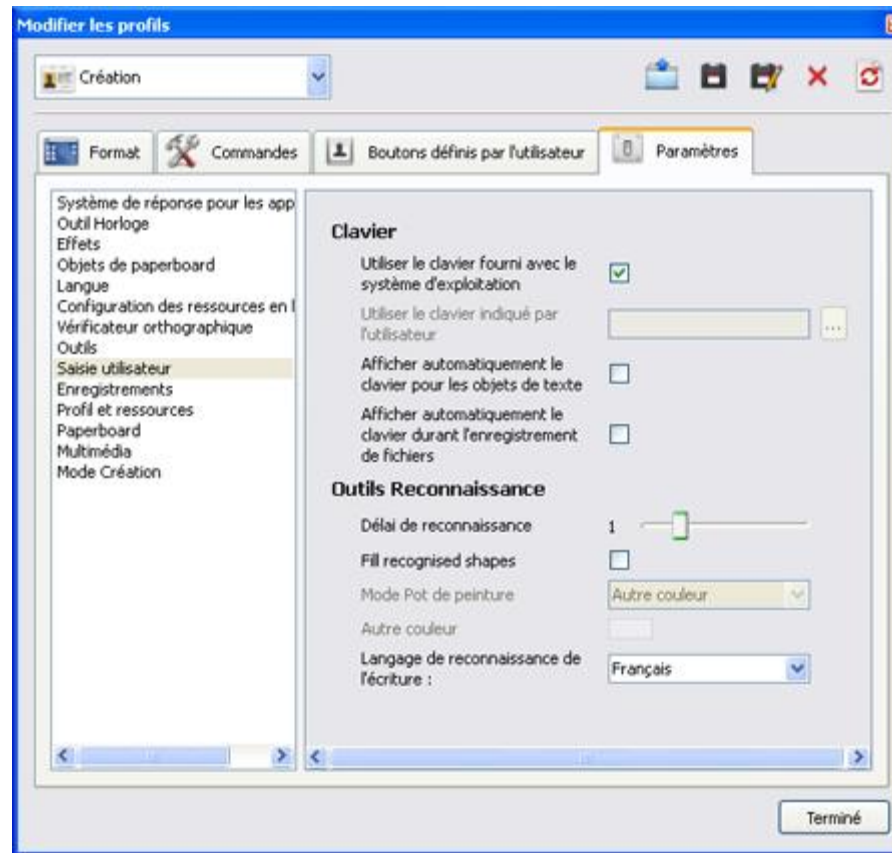 Modifier les profils
Création
Format
Commandes
Boutons définis par l'utilisateur
Paramètres
Système de réponse pour les app
Outil Horloge
Effets
Objets de paperboard
Langue
Configuration des ressources en l
Vérificateur orthographique
Outils
Saisie utilisateur
Enregistrements
Profil et ressources
Paperboard
Multimédia
Mode Création
Clavier
Utiliser le clavier fourni avec le
système d'exploitation
Utiliser le clavier indiqué par
l'utilisateur
...
Afficher automatiquement le
clavier pour les objets de texte
Afficher automatiquement le
clavier durant l'enregistrement
de fichiers
Outils Reconnaissance
Délai de reconnaissance
1
Fill recognised shapes
Mode Pot de peinture
Autre couleur
Autre couleur
Langage de reconnaissance de
l'écriture :
Français
Terminé